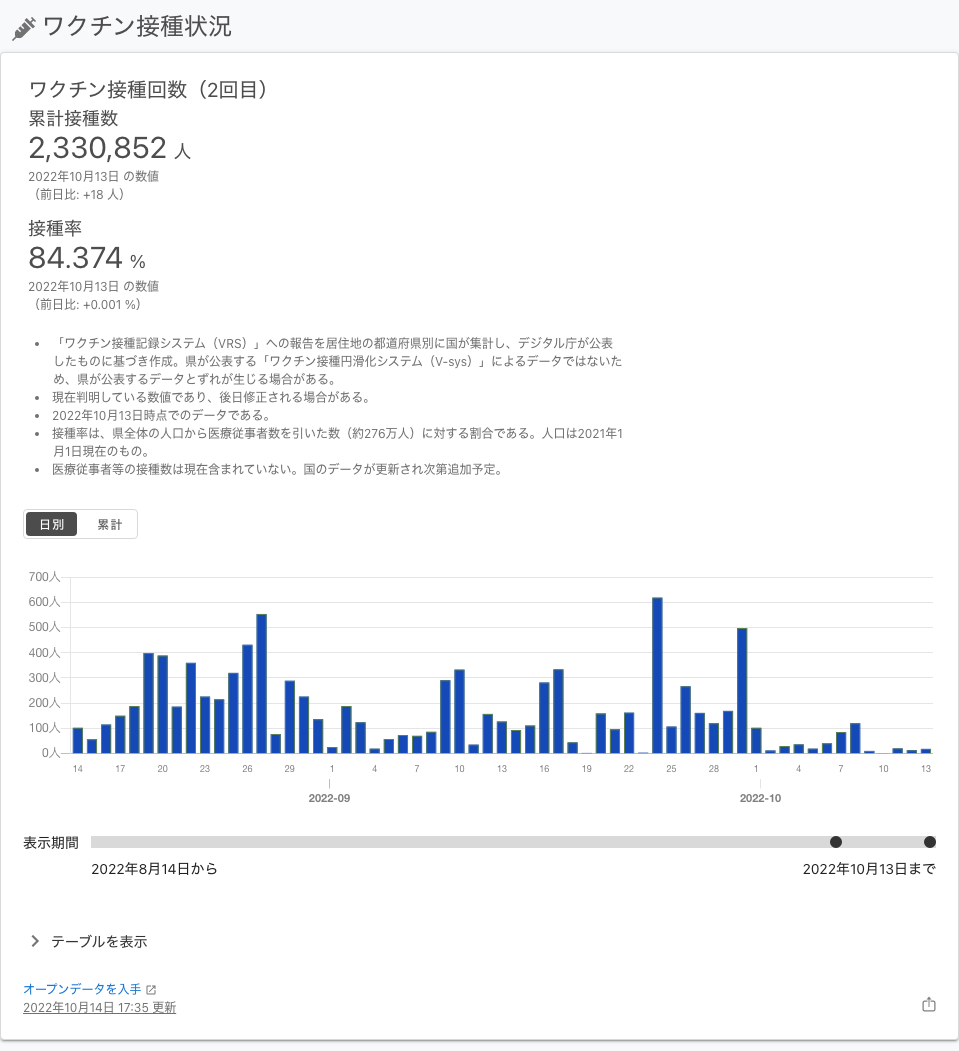 ワクチン接種状況
ワクチン接種回数（2回目）
累計接種数
2,330,852 人
2022年10月13日 の数値
（前日比: +18 人）
接種率
84.374 %
2022年10月13日 の数値
（前日比: +0.001 %）
• 「ワクチン接種記録システム（VRS）」への報告を居住地の都道府県別に国が集計し、デジタル庁が公表
したものに基づき作成。県が公表する「ワクチン接種円滑化システム（V-sys）」によるデータではないた
め、県が公表するデータとずれが生じる場合がある。
• 現在判明している数値であり、後日修正される場合がある。
• 2022年10月13日時点でのデータである。
• 接種率は、県全体の人口から医療従事者数を引いた数（約276万人）に対する割合である。人口は2021年1
月1日現在のもの。
• 医療従事者等の接種数は現在含まれていない。国のデータが更新され次第追加予定。
日別 累計
700人
600人
500人
400人
300人
200人
100人
0人
14 17 20 23 26 29 1 4 7 10 13 16 19 22 25 28 1 4 7 10 13
2022-09 2022-10
表示期間
2022年8月14日から 2022年10月13日まで
テーブルを表示
オープンデータを入手
2022年10月14日 17:35 更新